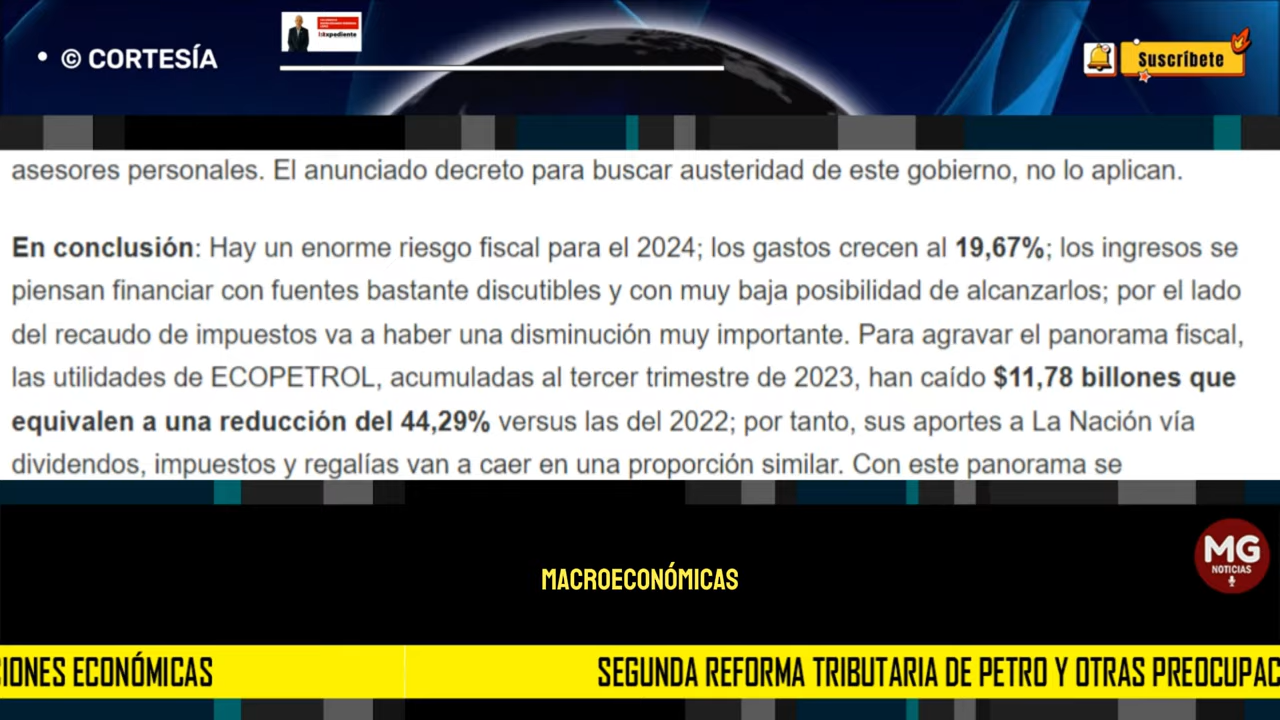 • © CORTESÍA
Expediente
Suscríbete
asesores personales. El anunciado decreto para buscar austeridad de este gobierno, no lo aplican.
En conclusión: Hay un enorme riesgo fiscal para el 2024; los gastos crecen al 19,67%; los ingresos se
piensan financiar con fuentes bastante discutibles y con muy baja posibilidad de alcanzarlos; por el lado
del recaudo de impuestos va a haber una disminución muy importante. Para agravar el panorama fiscal,
las utilidades de ECOPETROL, acumuladas al tercer trimestre de 2023, han caído $11,78 billones que
equivalen a una reducción del 44,29% versus las del 2022; por tanto, sus aportes a La Nación vía
dividendos, impuestos y regalías van a caer en una proporción similar. Con este panorama se
MG
NOTICIAS
MACROECONÓMICAS
IONES ECONÓMICAS
SEGUNDA REFORMA TRIBUTARIA DE PETRO Y OTRAS PREOCUPAC